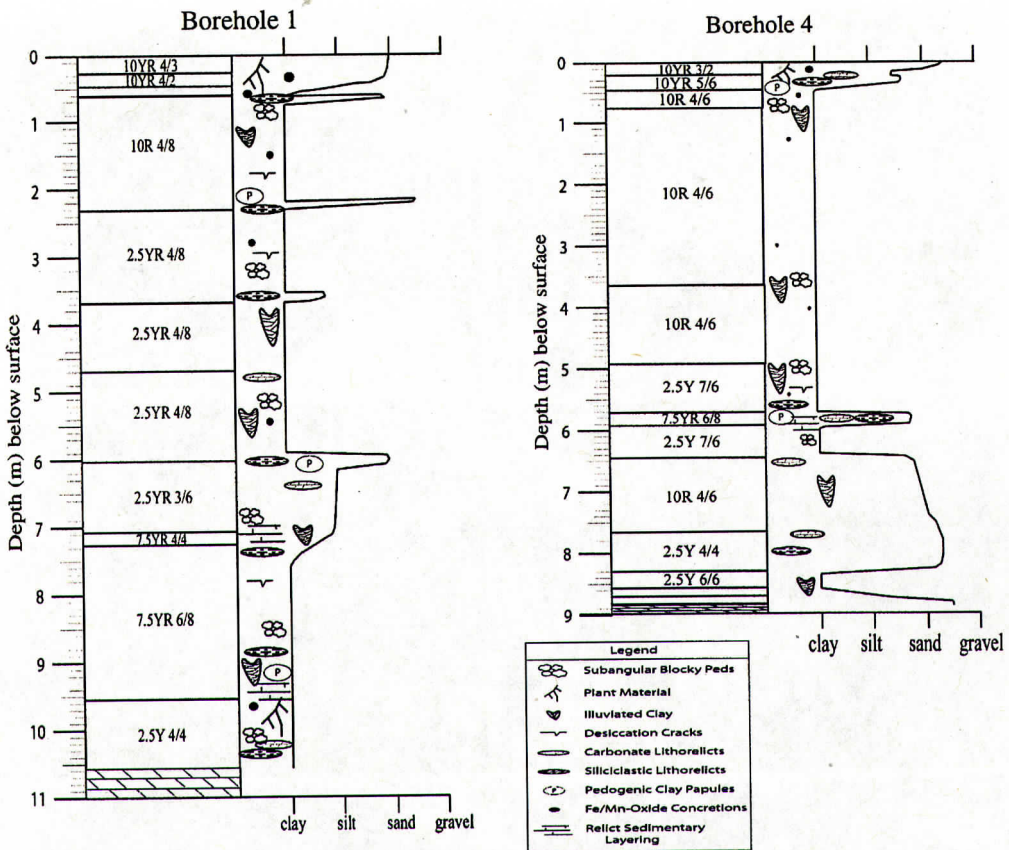 Borehole 1
Depth (m) below surface
0
1
2
3
4
5
6
7
8
9
10
11
10YR 4/3
10YR 4/2
10R 4/8
2.5YR 4/8
2.5YR 4/8
2.5YR 4/8
2.5YR 3/6
7.5YR 4/4
7.5YR 6/8
2.5Y 4/4
P
P
P
clay silt sand gravel
Borehole 4
Depth (m) below surface
0
1
2
3
4
5
6
7
8
9
10YR 3/2
10YR 5/6
10R 4/6
10R 4/6
10R 4/6
2.5Y 7/6
7.5YR 6/8
2.5Y 7/6
10R 4/6
2.5Y 4/4
2.5Y 6/6
P
P
clay silt sand gravel
Legend
Subangular Blocky Peds
Plant Material
Illuviated Clay
Desiccation Cracks
Carbonate Lithorelicts
Siliciclastic Lithorelicts
P Pedogenic Clay Papules
Fe/Mn-Oxide Concretions
Relict Sedimentary
Layering